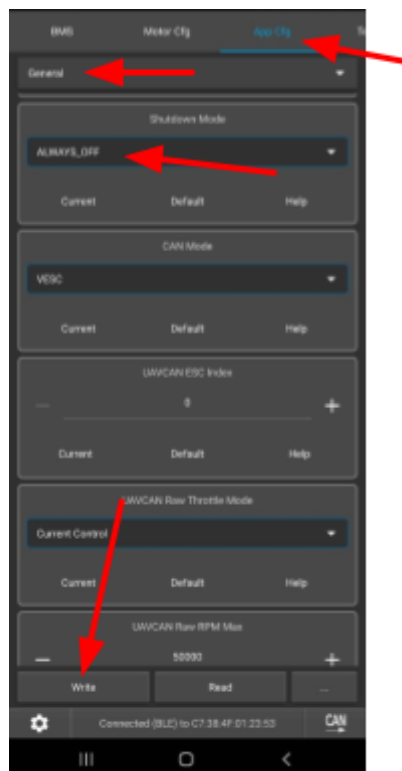 BMS Motor Cfg App Cfg
General
Shutdown Mode
ALWAYS_OFF
Current Default Help
CAN Mode
VESC
Current Default Help
UAVCAN ESC Index
0
Current Default Help
UAVCAN Raw Throttle Mode
Current Control
Current Default Help
UAVCAN Raw RPM Max
50000
Write Read ...
Connected (BLE) to C7:38:4F:01:23:53 CAN